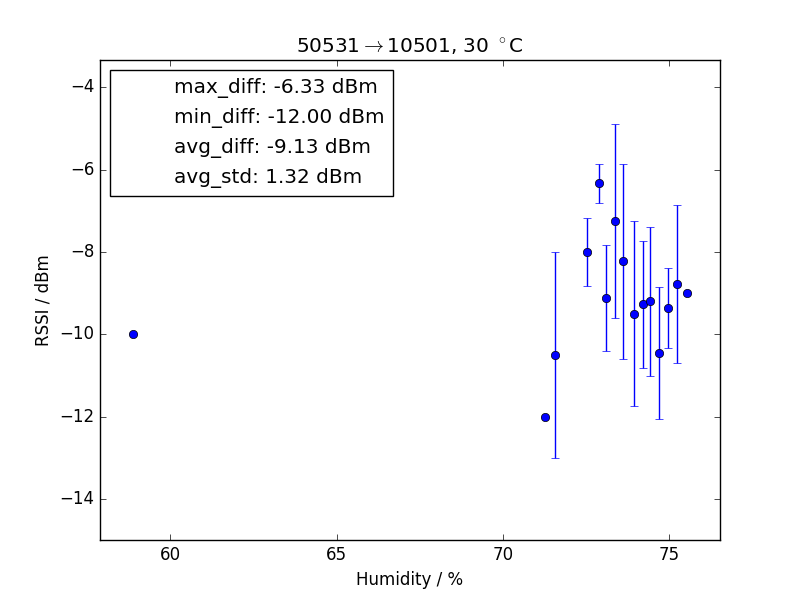 50531→10501, 30 °C
max_diff: -6.33 dBm
min_diff: -12.00 dBm
avg_diff: -9.13 dBm
avg_std: 1.32 dBm
−4
−6
−8
−10
−12
−14
RSSI / dBm
60 65 70 75
Humidity / %